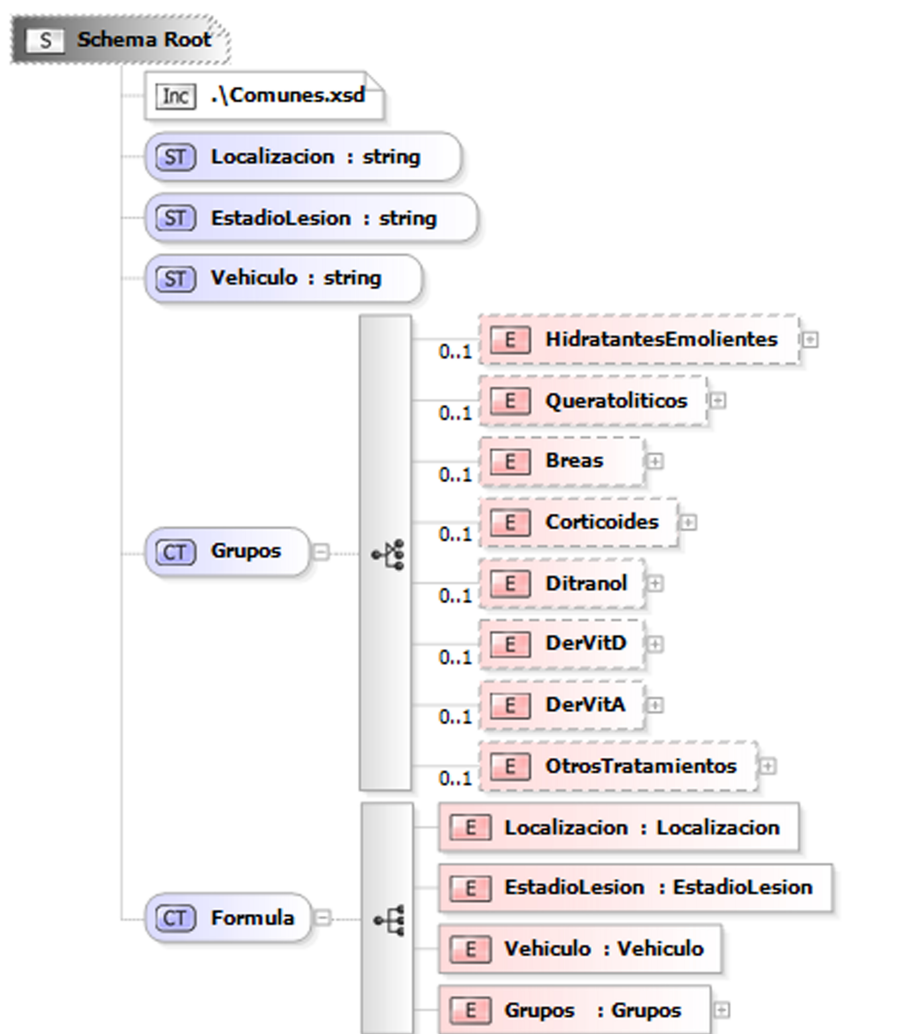 S Schema Root
Inc .\Comunes.xsd
ST Localizacion : string
ST EstadioLesion : string
ST Vehiculo : string
E HidratantesEmolientes
0..1
E Queratoliticos
0..1
E Breas
0..1
E Corticoides
0..1
CT Grupos
E Ditranol
0..1
E DerVitD
0..1
E DerVitA
0..1
E OtrosTratamientos
0..1
E Localizacion : Localizacion
E EstadioLesion : EstadioLesion
CT Formula
E Vehiculo : Vehiculo
E Grupos : Grupos